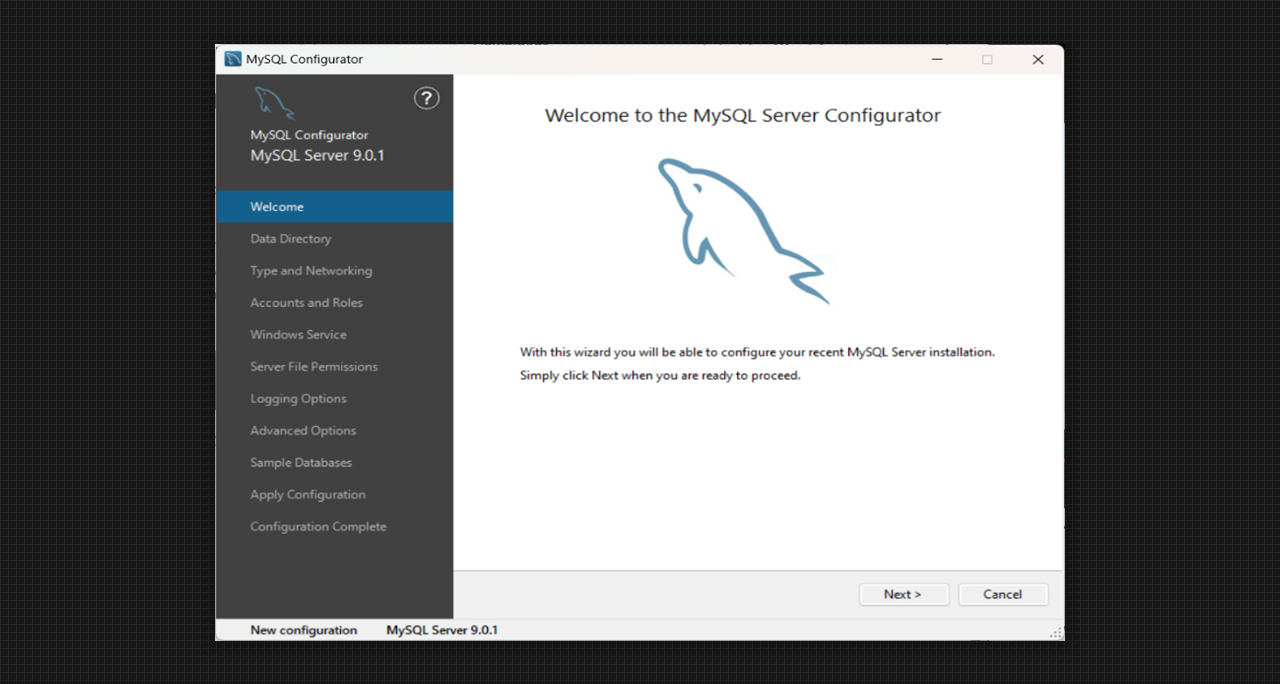 MySQL Configurator
?
MySQL Configurator
MySQL Server 9.0.1
Welcome
Data Directory
Type and Networking
Accounts and Roles
Windows Service
Server File Permissions
Logging Options
Advanced Options
Sample Databases
Apply Configuration
Configuration Complete
Welcome to the MySQL Server Configurator
With this wizard you will be able to configure your recent MySQL Server installation.
Simply click Next when you are ready to proceed.
Next >
Cancel
New configuration
MySQL Server 9.0.1